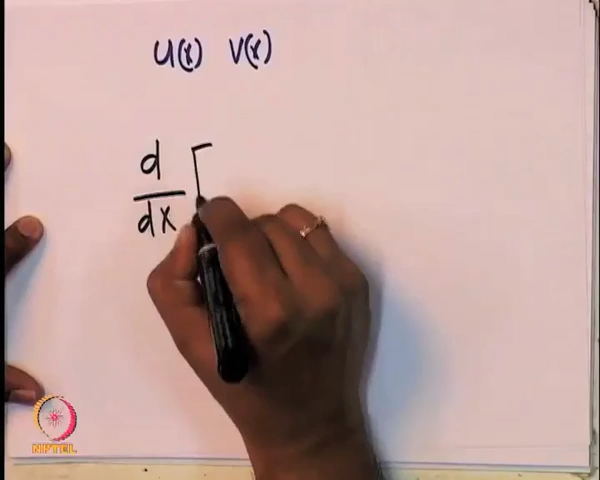 u(x) v(x)
d
dx [
NPTEL